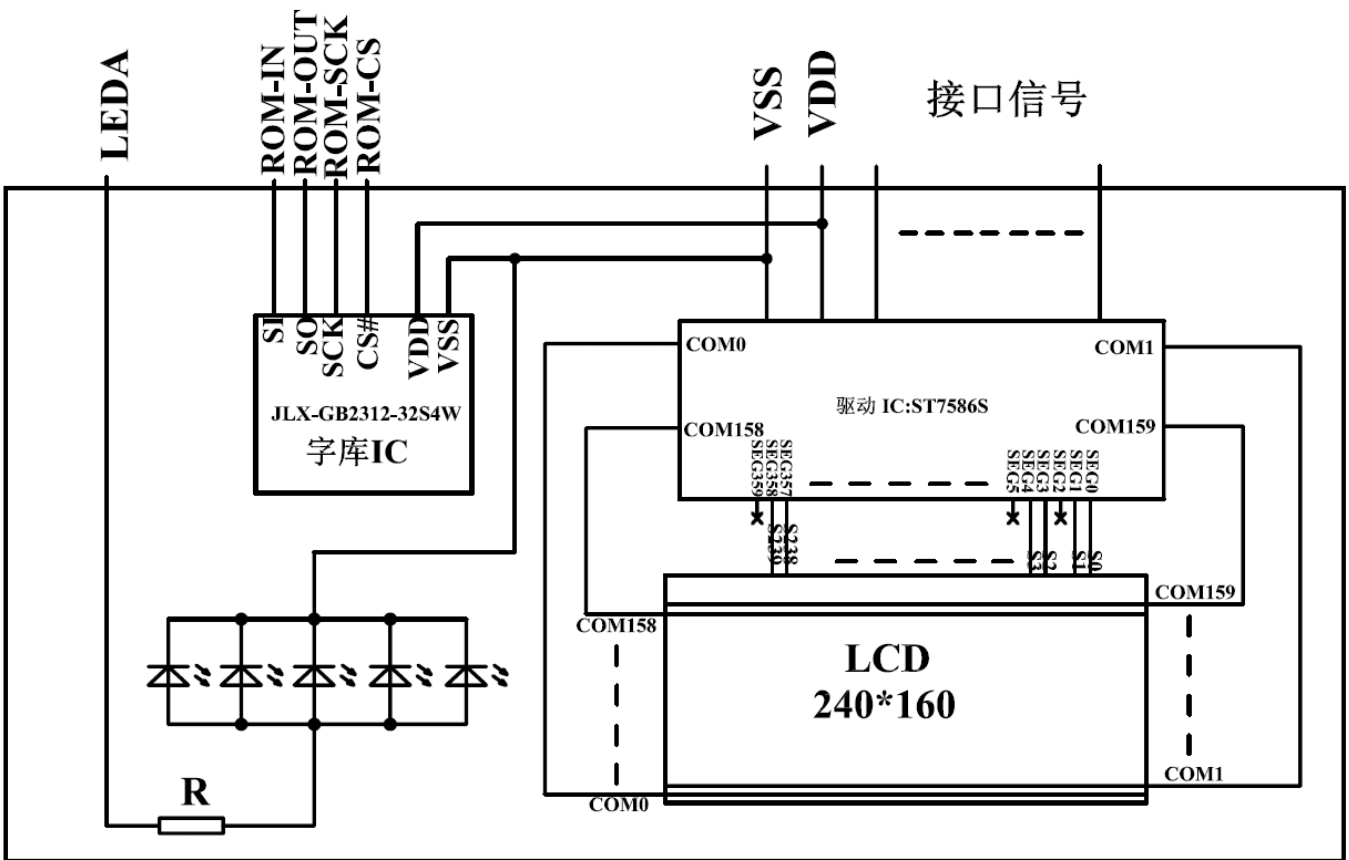 LEDA
ROM-IN
ROM-OUT
ROM-SCK
ROM-CS
VSS
VDD
接口信号
SI
SO
SCK
CS#
VDD
VSS
JLX-GB2312-32S4W
字库IC
COM0
COM1
驱动 IC:ST7586S
COM158
COM159
SEG359
SEG358
SEG357
SEG5
SEG4
SEG3
SEG2
SEG1
SEG0
S239
S238
S3
S2
S1
S0
COM159
COM158
LCD
240*160
COM1
COM0
R